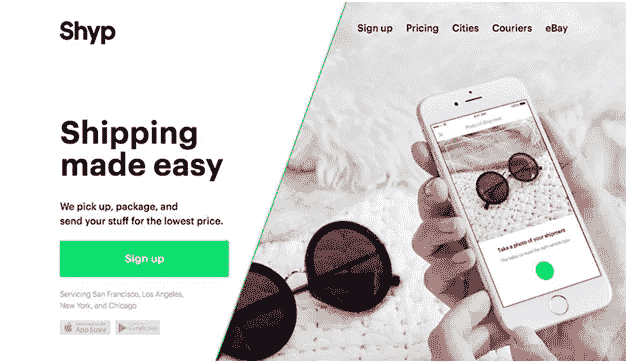 Shyp
Sign up Pricing Cities Couriers eBay
Shipping
made easy
We pick up, package, and
send your stuff for the lowest price.
Sign up
Servicing San Francisco, Los Angeles,
New York, and Chicago
App Store
Google play
Take a photo of your shipment